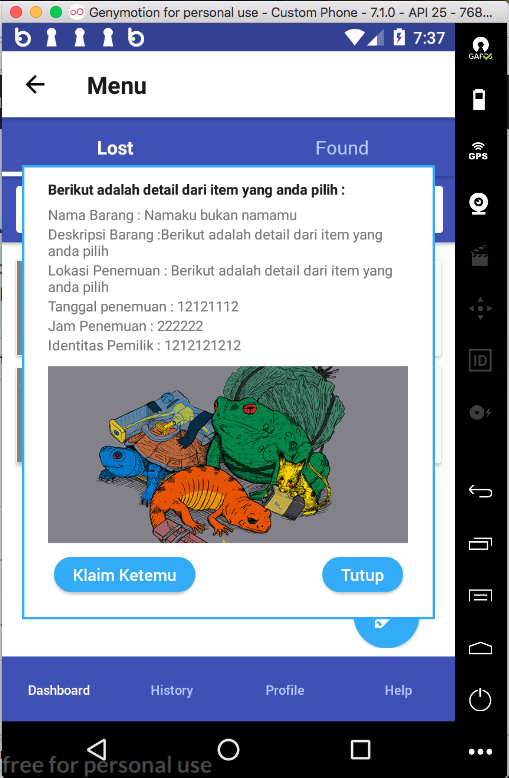 Genymotion for personal use - Custom Phone - 7.1.0 - API 25 - 768...
7:37
Menu
Lost
Found
Berikut adalah detail dari item yang anda pilih :
Nama Barang : Namaku bukan namamu
Deskripsi Barang :Berikut adalah detail dari item yang
anda pilih
Lokasi Penemuan : Berikut adalah detail dari item yang
anda pilih
Tanggal penemuan : 12121112
Jam Penemuan : 222222
Identitas Pemilik : 1212121212
Klaim Ketemu
Tutup
Dashboard
History
Profile
Help
free for personal use
GAPPS
GPS
ID